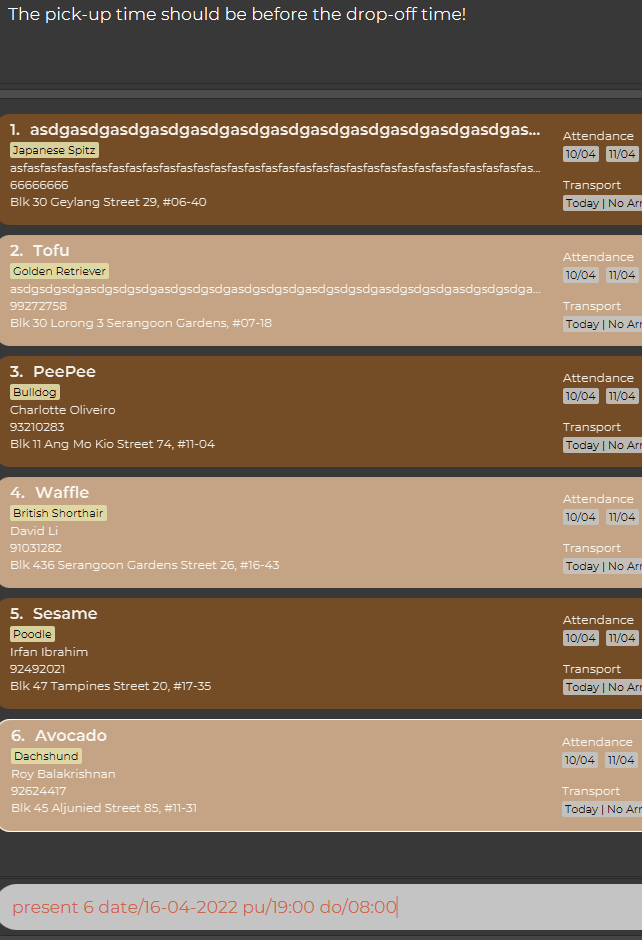 The pick-up time should be before the drop-off time!
1. asdgasdgasdgasdgasdgasdgasdgasdgasdgasdgasdgas...
Japanese Spitz
asfasfasfasfasfasfasfasfasfasfasfasfasfasfasfasfasfasfasfasfasfasfasfasfasfasfas...
66666666
Blk 30 Geylang Street 29, #06-40
Attendance
10/04 11/04
Transport
Today | No Arr
2. Tofu
Golden Retriever
asdgsdgsdgasdgsdgsdgasdgsdgsdgasdgsdgsdgasdgsdgsdgasdgsdgsdgasdgsdgsdga...
99272758
Blk 30 Lorong 3 Serangoon Gardens, #07-18
Attendance
10/04 11/04
Transport
Today | No Arr
3. PeePee
Bulldog
Charlotte Oliveiro
93210283
Blk 11 Ang Mo Kio Street 74, #11-04
Attendance
10/04 11/04
Transport
Today | No Arr
4. Waffle
British Shorthair
David Li
91031282
Blk 436 Serangoon Gardens Street 26, #16-43
Attendance
10/04 11/04
Transport
Today | No Arr
5. Sesame
Poodle
Irfan Ibrahim
92492021
Blk 47 Tampines Street 20, #17-35
Attendance
10/04 11/04
Transport
Today | No Arr
6. Avocado
Dachshund
Roy Balakrishnan
92624417
Blk 45 Aljunied Street 85, #11-31
Attendance
10/04 11/04
Transport
Today | No Arr
present 6 date/16-04-2022 pu/19:00 do/08:00